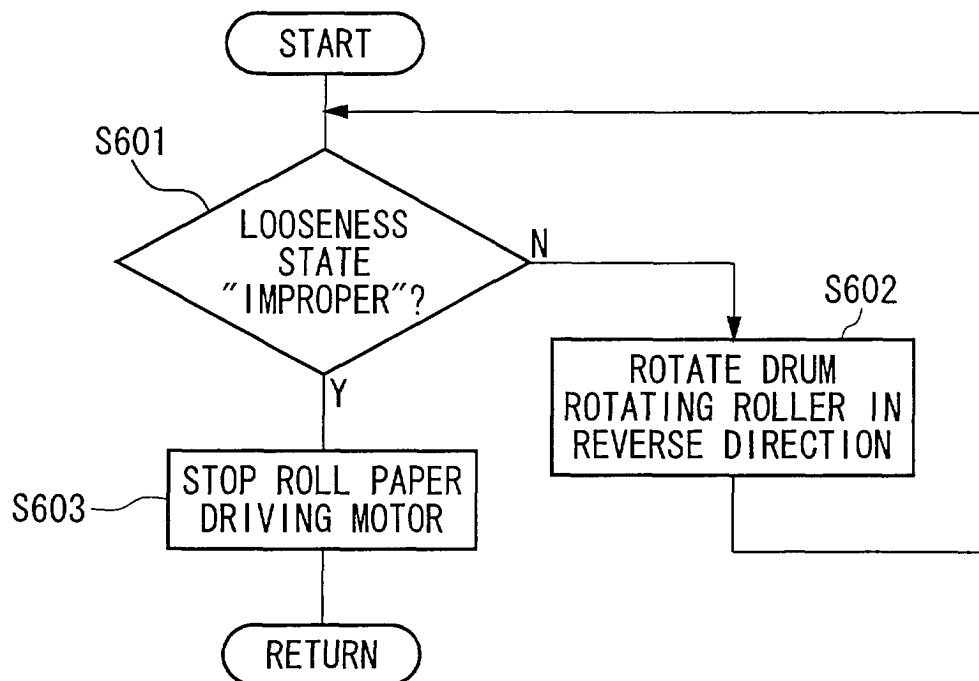 START
S601
LOOSENESS
STATE
"IMPROPER"?
N
S602
ROTATE DRUM
ROTATING ROLLER IN
REVERSE DIRECTION
Y
S603
STOP ROLL PAPER
DRIVING MOTOR
RETURN